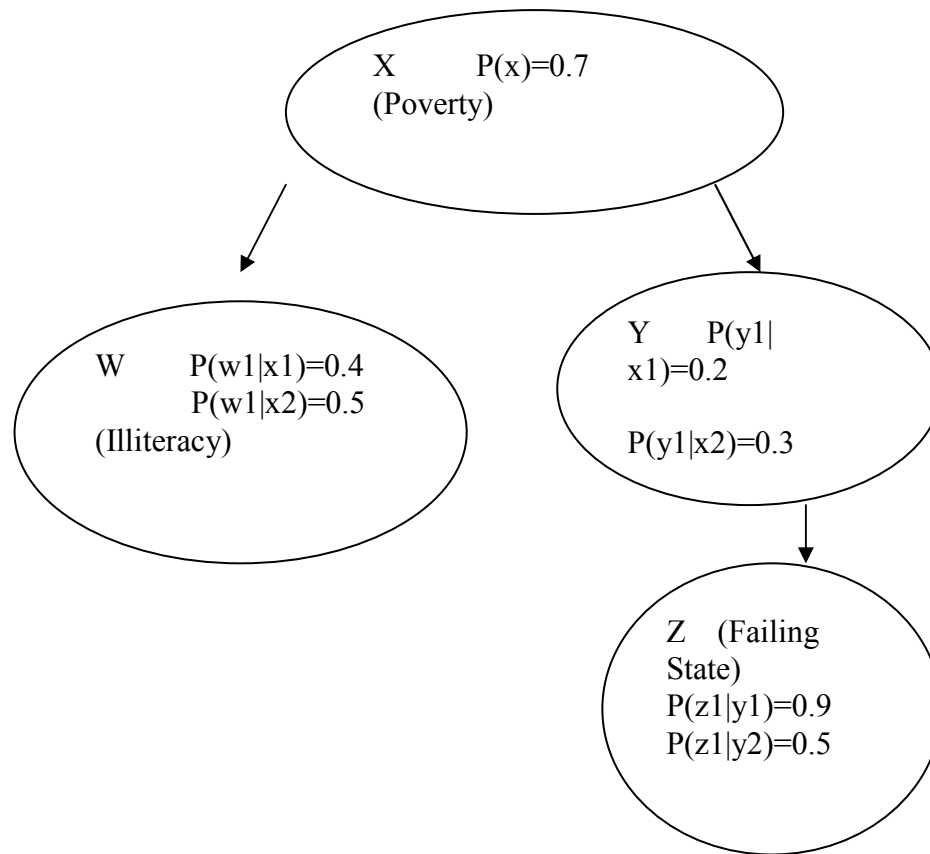 X P(x)=0.7
(Poverty)
W P(w1|x1)=0.4
P(w1|x2)=0.5
(Illiteracy)
Y P(y1|
x1)=0.2
P(y1|x2)=0.3
Z (Failing
State)
P(z1|y1)=0.9
P(z1|y2)=0.5